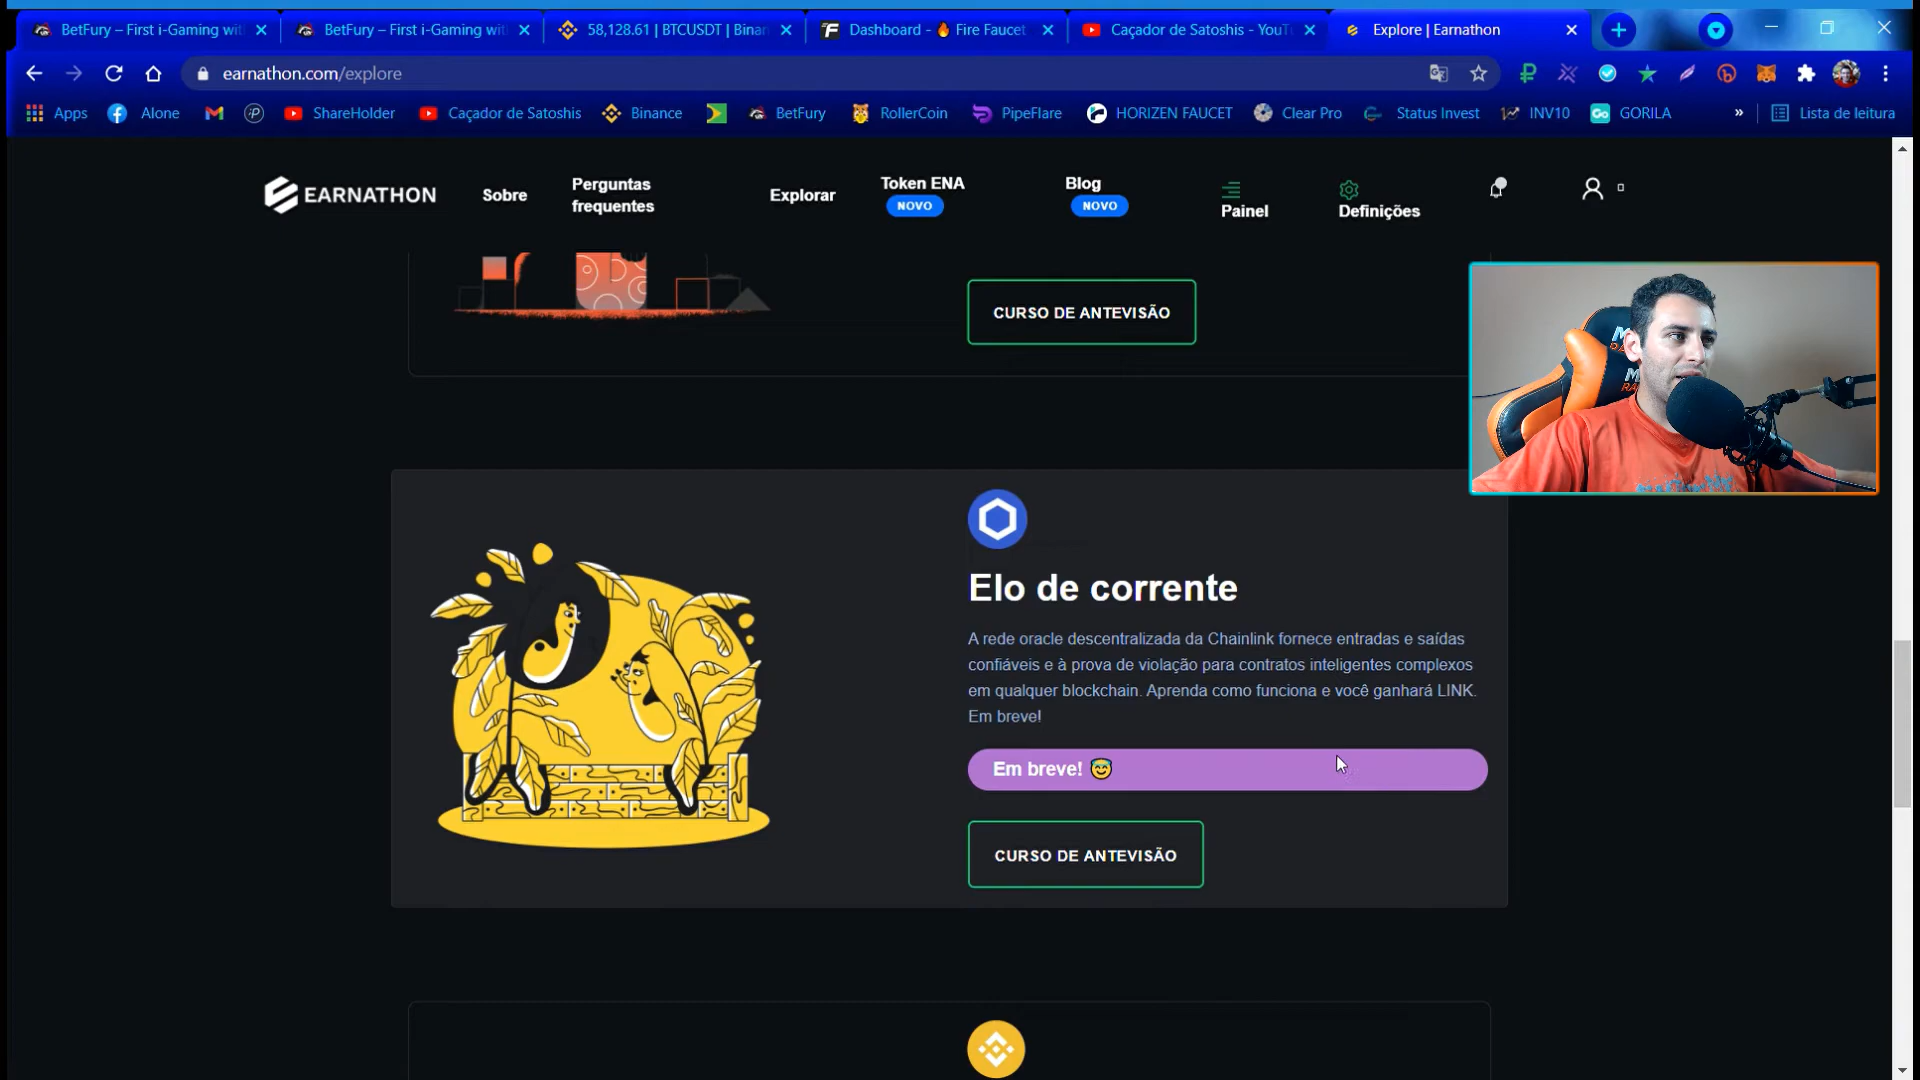 BetFury – First i-Gaming wit
BetFury – First i-Gaming wit
58,128.61 | BTCUSDT | Binan
Dashboard - 🔥 Fire Faucet
Caçador de Satoshis - YouTu
Explore | Earnathon
earnathon.com/explore
Apps
Alone
ShareHolder
Caçador de Satoshis
Binance
BetFury
RollerCoin
PipeFlare
HORIZEN FAUCET
Clear Pro
Status Invest
INV10
GORILA
»
Lista de leitura
EARNATHON
Sobre
Perguntas
frequentes
Explorar
Token ENA
NOVO
Blog
NOVO
Painel
Definições
CURSO DE ANTEVISÃO
Elo de corrente
A rede oracle descentralizada da Chainlink fornece entradas e saídas
confiáveis e à prova de violação para contratos inteligentes complexos
em qualquer blockchain. Aprenda como funciona e você ganhará LINK.
Em breve!
Em breve! 😇
CURSO DE ANTEVISÃO